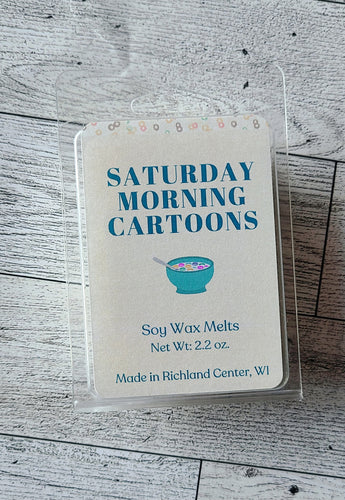 SATURDAY
MORNING
CARTOONS
Soy Wax Melts
Net Wt: 2.2 oz.
Made in Richland Center, WI